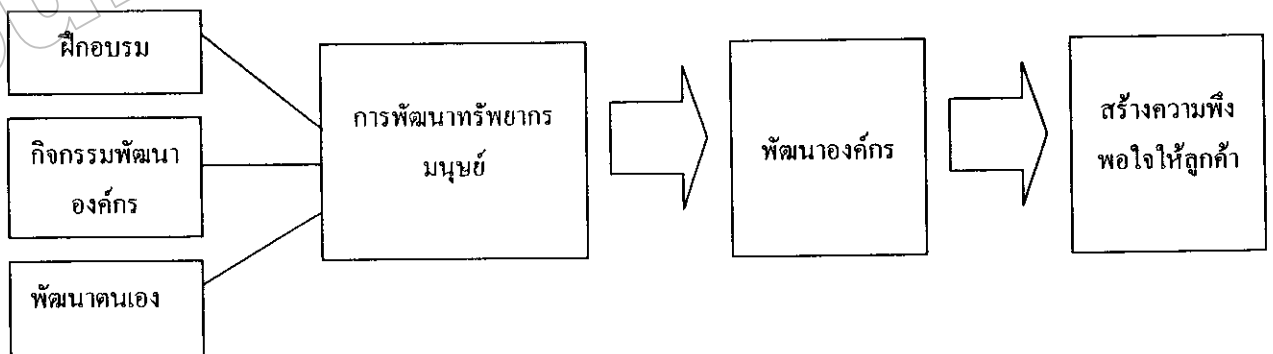 ฝึกอบรม
กิจกรรมพัฒนา
องค์กร
พัฒนาตนเอง
การพัฒนาทรัพยากร
มนุษย์
พัฒนาองค์กร
สร้างความพึง
พอใจให้ลูกค้า